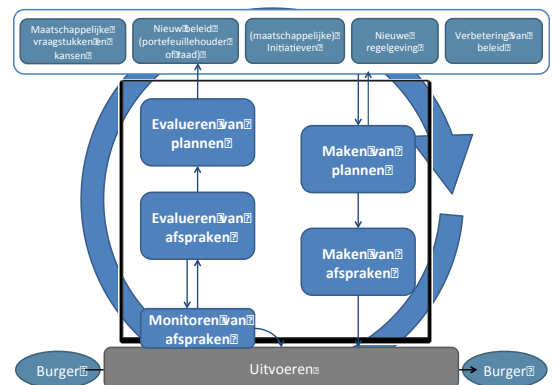 Maatschappelijke
vraagstukken en
kansen
Nieuw beleid
(portefeuillehouder
of raad)
(maatschappelijke)
Initiatieven
Nieuwe
regelgeving
Verbetering van
beleid
Evalueren van
plannen
Maken van
plannen
Evalueren van
afspraken
Maken van
afspraken
Monitoren van
afspraken
Burger
Uitvoeren
Burger